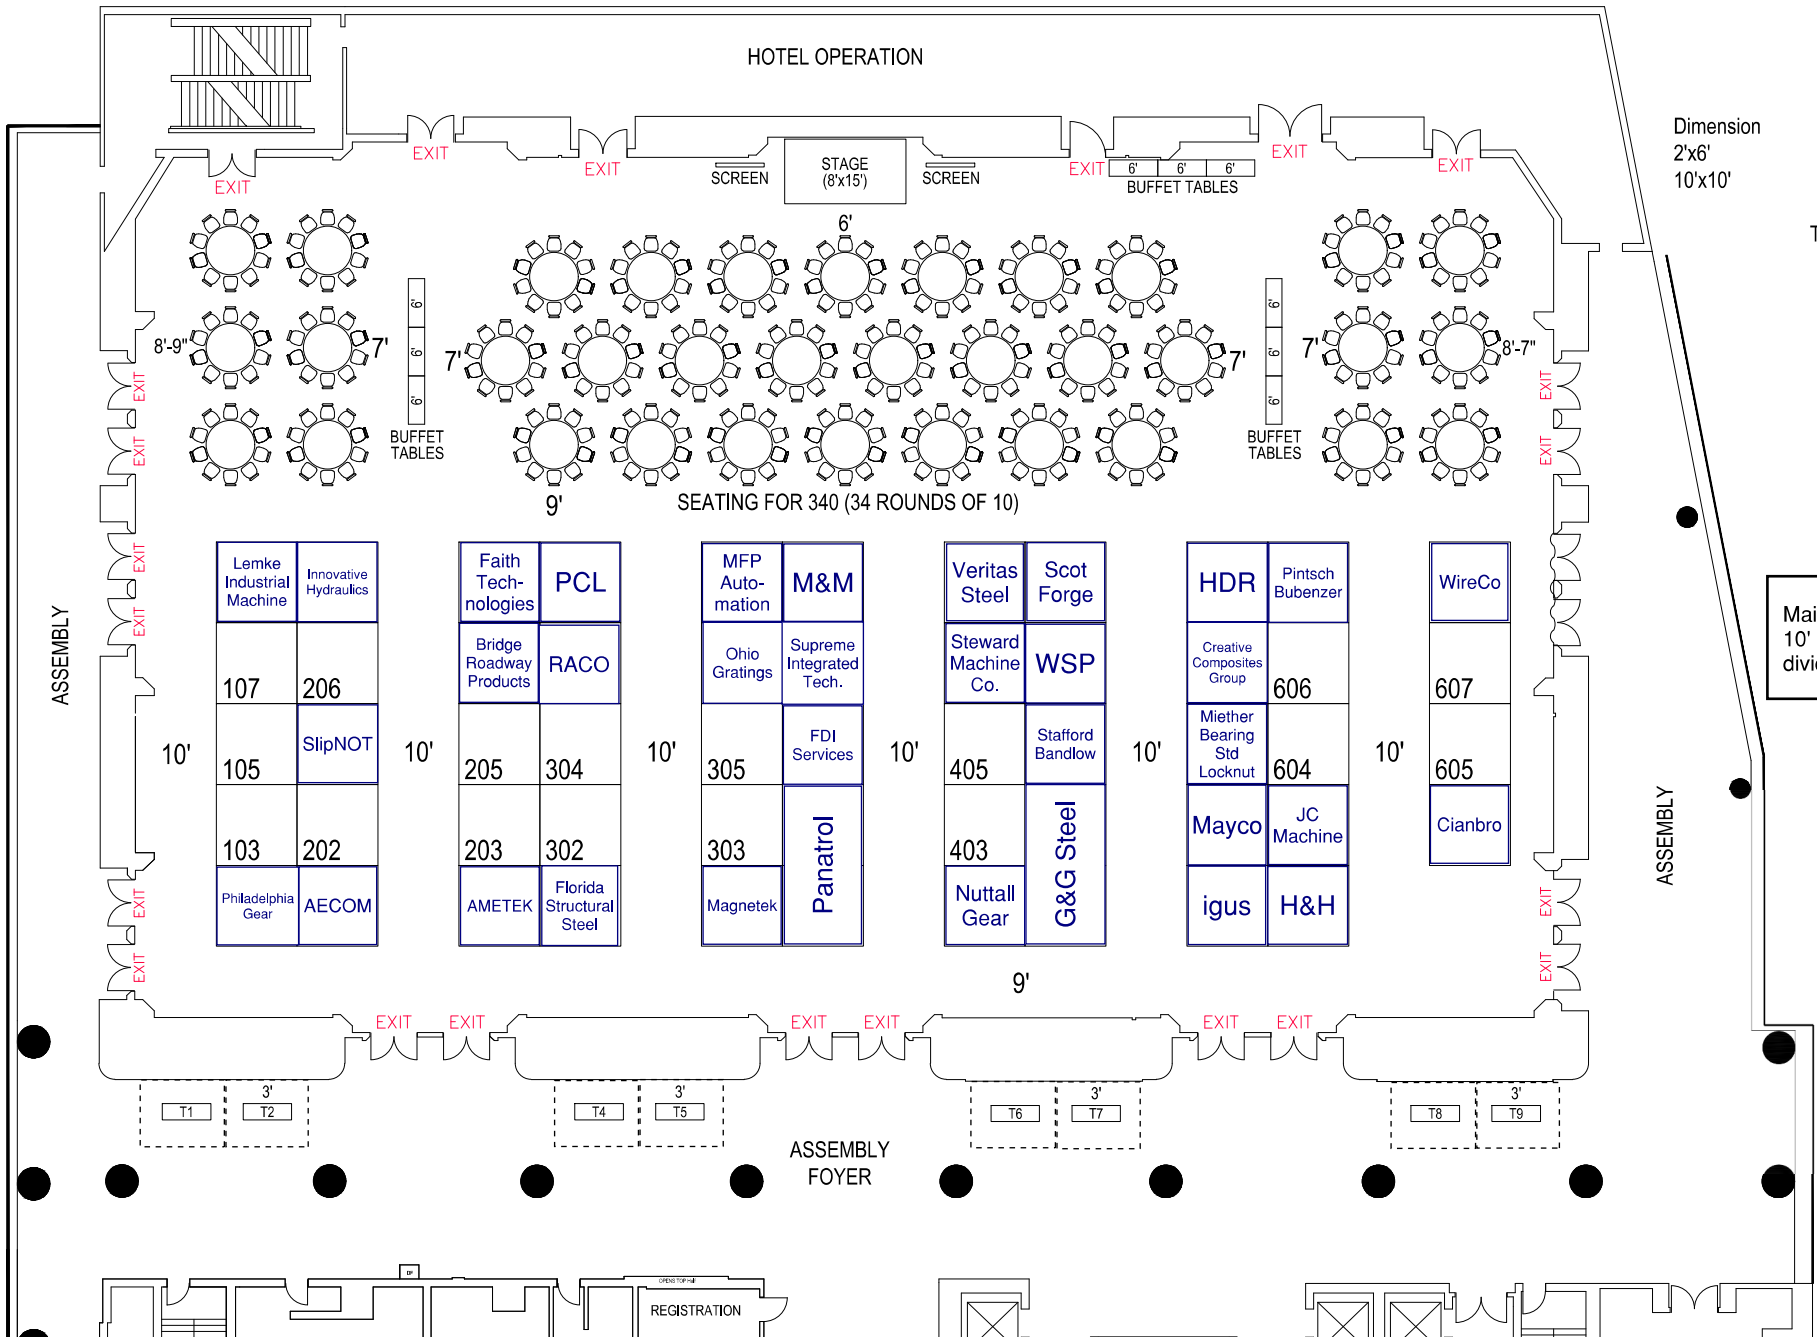 HOTEL OPERATION
Dimension
2'x6'
10'x10'
T
EXIT
EXIT
EXIT
SCREEN
STAGE
(8'x15')
SCREEN
EXIT
6'
6'
6'
BUFFET TABLES
EXIT
EXIT
6'
8'-9"
7'
6'
6'
6'
BUFFET
TABLES
7'
7'
6'
6'
6'
BUFFET
TABLES
7'
8'-7"
EXIT
EXIT
EXIT
EXIT
9'
SEATING FOR 340 (34 ROUNDS OF 10)
EXIT
EXIT
ASSEMBLY
Lemke
Industrial
Machine
Innovative
Hydraulics
Faith
Tech-
nologies
PCL
MFP
Auto-
mation
M&M
Veritas
Steel
Scot
Forge
HDR
Pintsch
Bubenzer
WireCo
Mai
10'
divi
107
206
Bridge
Roadway
Products
RACO
Ohio
Gratings
Supreme
Integrated
Tech.
Steward
Machine
Co.
WSP
Creative
Composites
Group
606
607
10'
105
SlipNOT
10'
205
304
10'
305
FDI
Services
10'
405
Stafford
Bandlow
10'
Miether
Bearing
Std
Locknut
604
10'
605
103
202
203
302
303
Panatrol
403
G&G Steel
Mayco
JC
Machine
Cianbro
ASSEMBLY
Philadelphia
Gear
AECOM
AMETEK
Florida
Structural
Steel
Magnetek
Nuttall
Gear
igus
H&H
EXIT
EXIT
EXIT
EXIT
9'
EXIT
EXIT
EXIT
EXIT
EXIT
EXIT
3'
T1
T2
3'
T4
T5
3'
T6
T7
3'
T8
T9
ASSEMBLY
FOYER
OPENS TOP Half
REGISTRATION